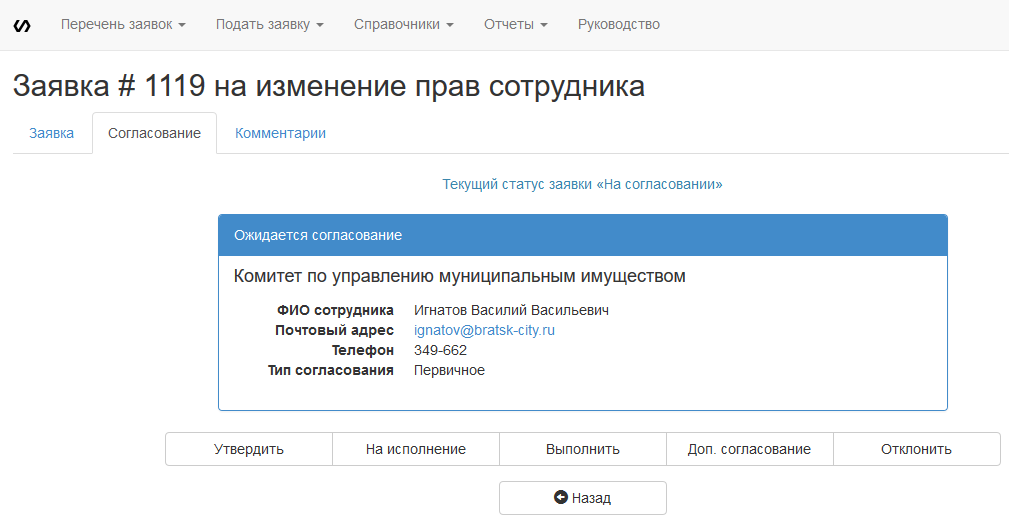 Перечень заявок Подать заявку Справочники Отчеты Руководство
Заявка # 1119 на изменение прав сотрудника
Заявка Согласование Комментарии
Текущий статус заявки «На согласовании»
Ожидается согласование
Комитет по управлению муниципальным имуществом
ФИО сотрудника Игнатов Василий Васильевич
Почтовый адрес ignatov@bratsk-city.ru
Телефон 349-662
Тип согласования Первичное
Утвердить На исполнение Выполнить Доп. согласование Отклонить
Назад